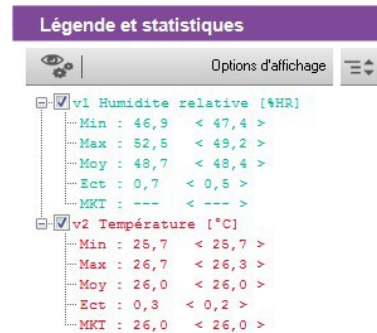 Légende et statistiques
Options d'affichage
v1 Humidite relative [%HR]
Min : 46,9 < 47,4 >
Max : 52,5 < 49,2 >
Moy : 48,7 < 48,4 >
Ect : 0,7 < 0,5 >
MKT : --- < --- >
v2 Température [°C]
Min : 25,7 < 25,7 >
Max : 26,7 < 26,3 >
Moy : 26,0 < 26,0 >
Ect : 0,3 < 0,2 >
MKT : 26,0 < 26,0 >